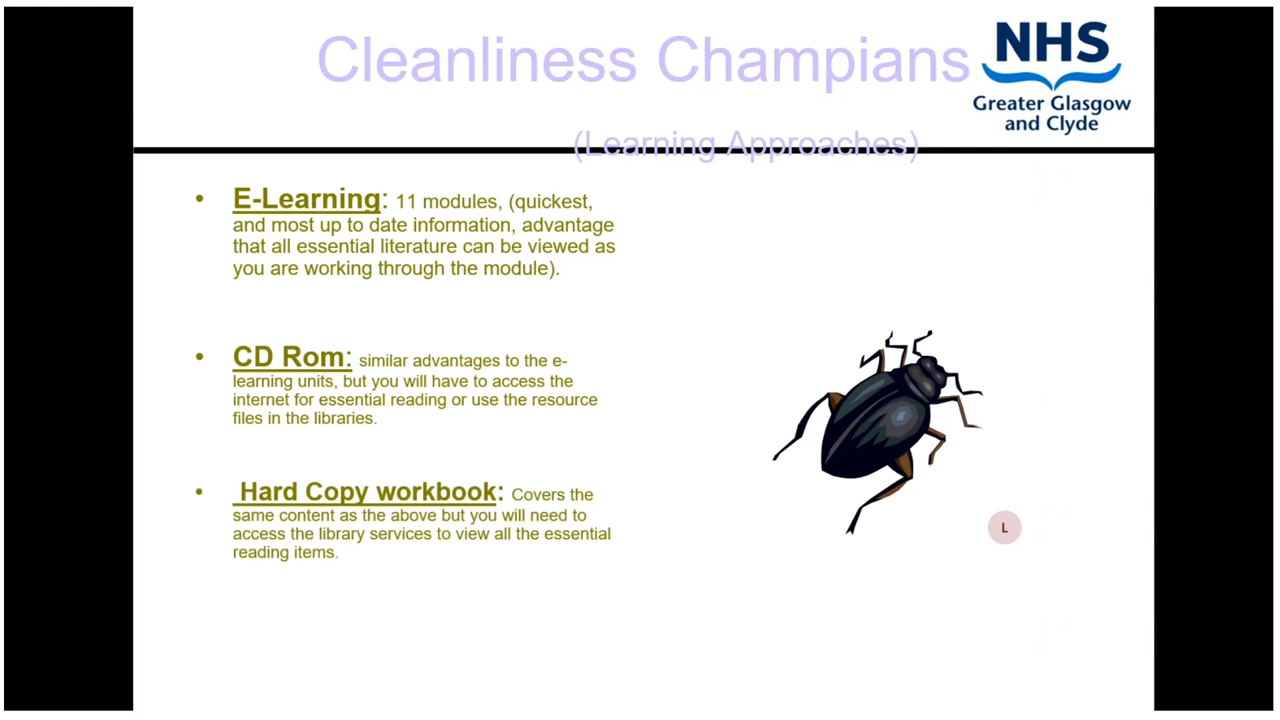 Cleanliness Champians
NHS
Greater Glasgow
and Clyde
(Learning Approaches)
• E-Learning: 11 modules, (quickest,
and most up to date information, advantage
that all essential literature can be viewed as
you are working through the module).
• CD Rom: similar advantages to the e-
learning units, but you will have to access the
internet for essential reading or use the resource
files in the libraries.
• Hard Copy workbook: Covers the
same content as the above but you will need to
access the library services to view all the essential
reading items.
L